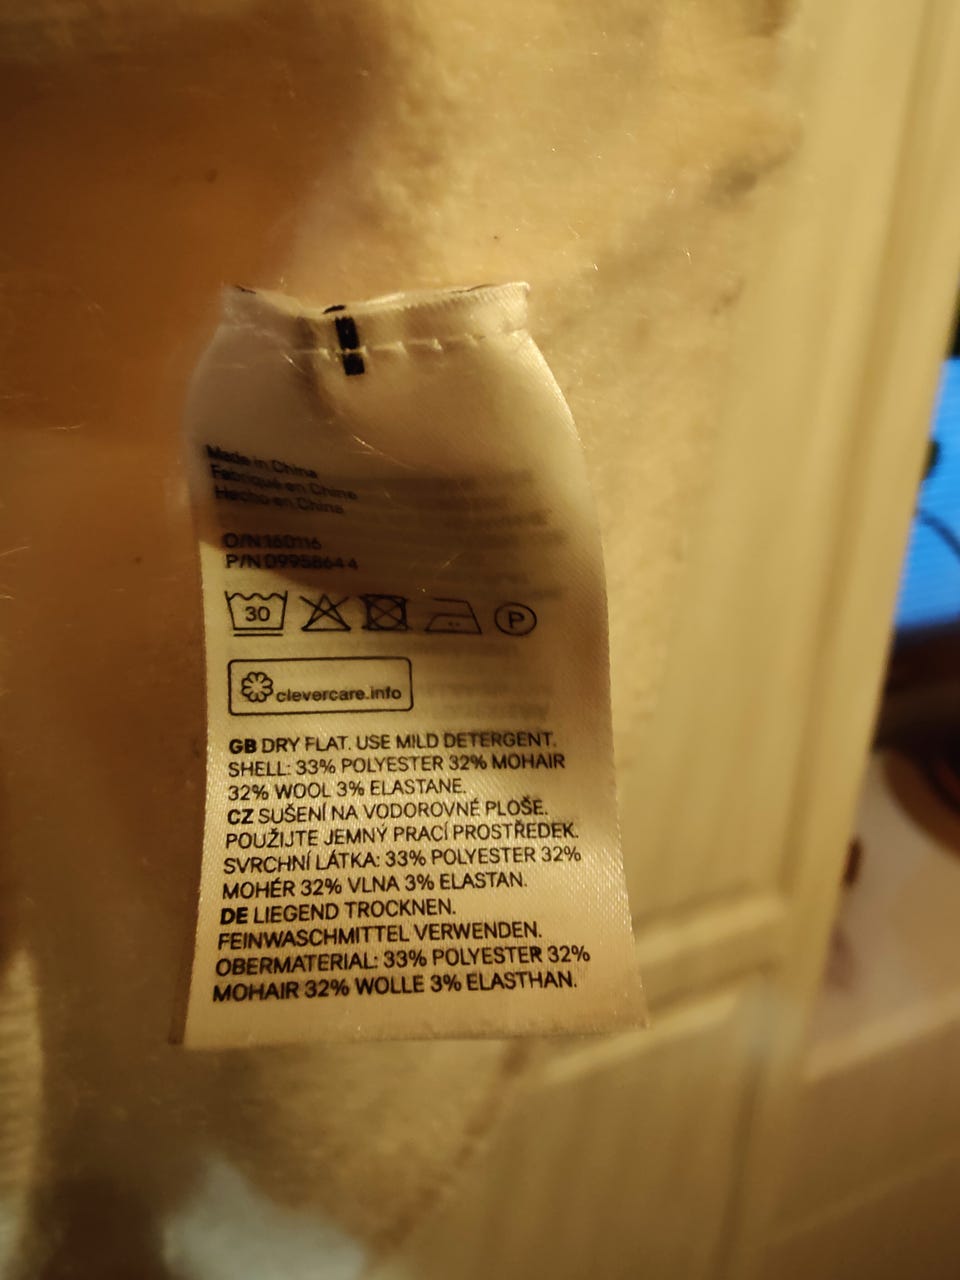 Made in China
Fabriqué en Chine
Hecho en China
O/N 160116
P/N 09958644
30
P
clevercare.info
GB DRY FLAT. USE MILD DETERGENT.
SHELL: 33% POLYESTER 32% MOHAIR
32% WOOL 3% ELASTANE.
CZ SUŠENÍ NA VODOROVNÉ PLOŠE.
POUŽIJTE JEMNÝ PRACÍ PROSTŘEDEK.
SVRCHNÍ LÁTKA: 33% POLYESTER 32%
MOHÉR 32% VLNA 3% ELASTAN.
DE LIEGEND TROCKNEN.
FEINWASCHMITTEL VERWENDEN.
OBERMATERIAL: 33% POLYESTER 32%
MOHAIR 32% WOLLE 3% ELASTHAN.